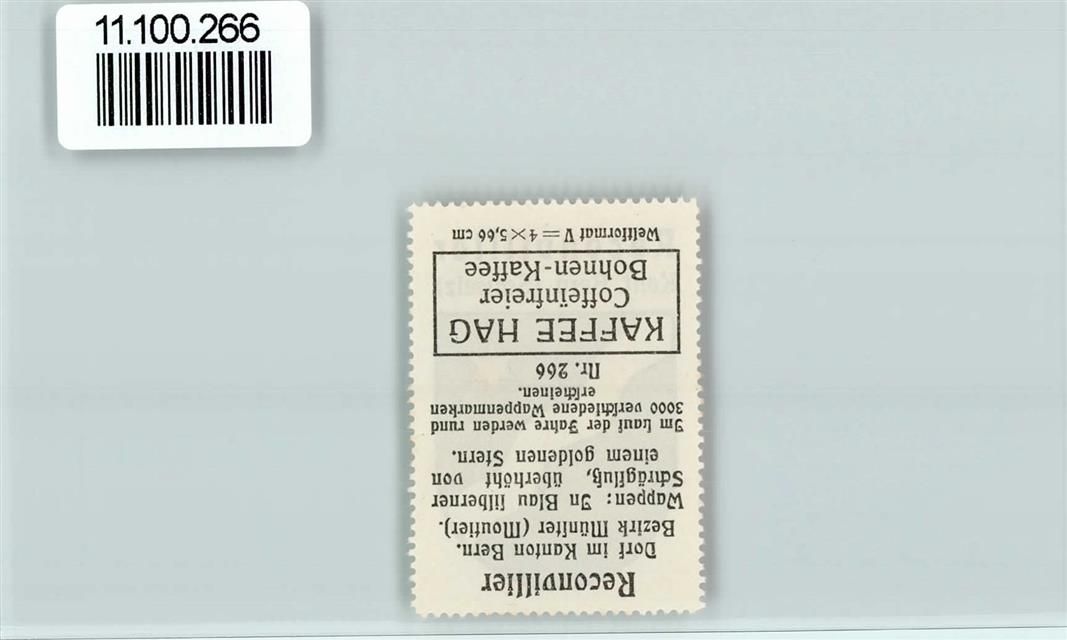 11.100.266
Reconvillier
Dorf im Kanton Bern.
Bezirk Münster (Moutier).
Wappen: In Blau silberner
Schrägfluß, überhöht von
einem goldenen Stern.
Im Lauf der Jahre werden rund
3000 verschiedene Wappenmarken
erscheinen.
Nr. 266
KAFFEE HAG
Coffeïnfreier
Bohnen-Kaffee
Weltformat V = 4×5,66 cm